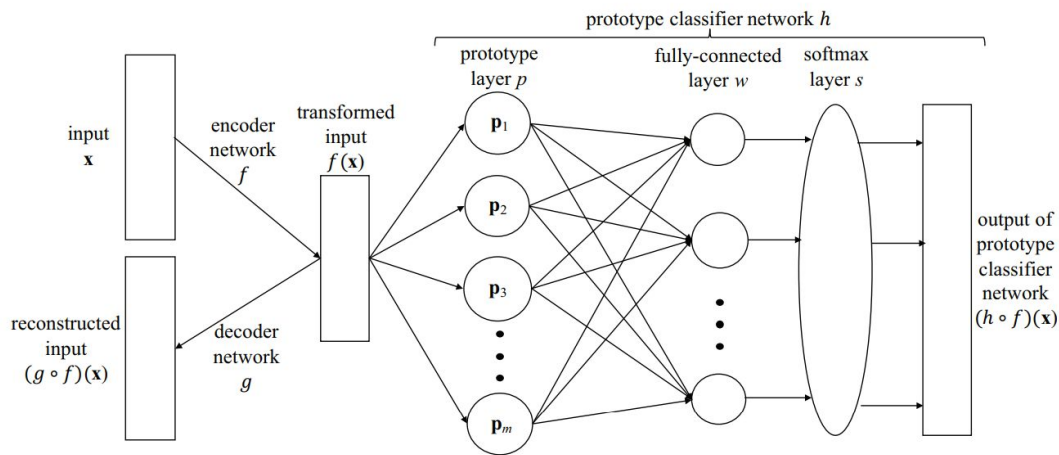 prototype classifier network h
prototype
layer p
fully-connected
layer w
softmax
layer s
input
x
encoder
network
f
transformed
input
f(x)
p1
p2
p3
pm
reconstructed
input
(g ∘ f)(x)
decoder
network
g
output of
prototype
classifier
network
(h ∘ f)(x)